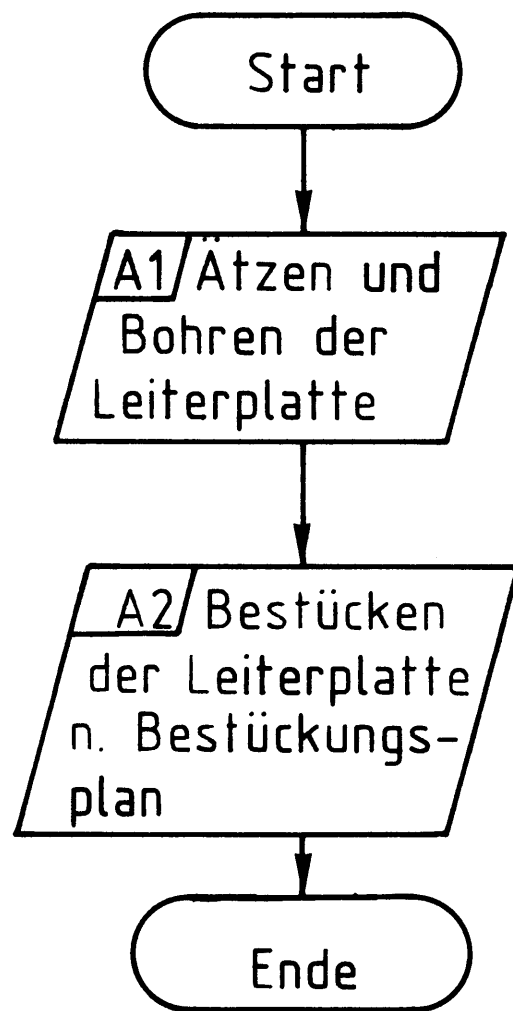 Start
A1 Ätzen und
Bohren der
Leiterplatte
A2 Bestücken
der Leiterplatte
n. Bestückungs-
plan
Ende